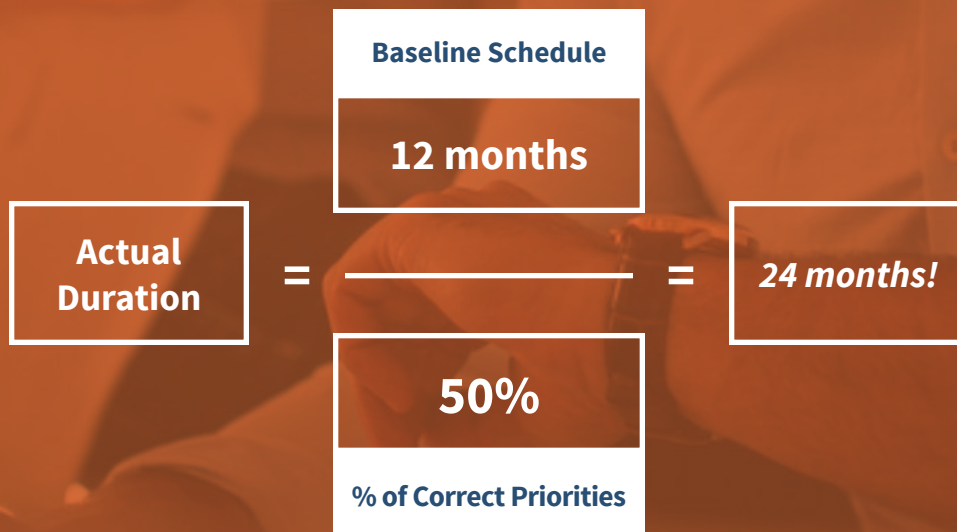 Baseline Schedule
12 months
Actual
Duration
=
=
24 months!
50%
% of Correct Priorities